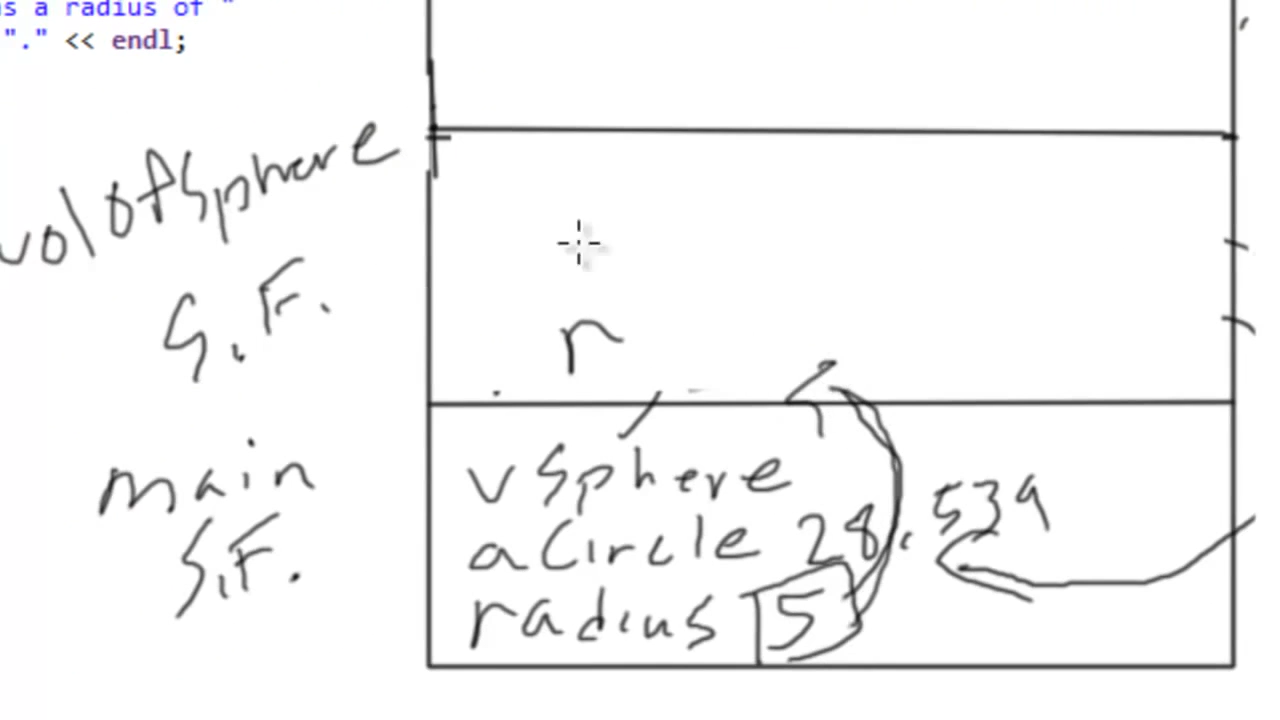 s a radius of "
"." << endl;
volofsphere
S.F.
r
main
S.F.
vsphere
aCircle 28.539
radius 5